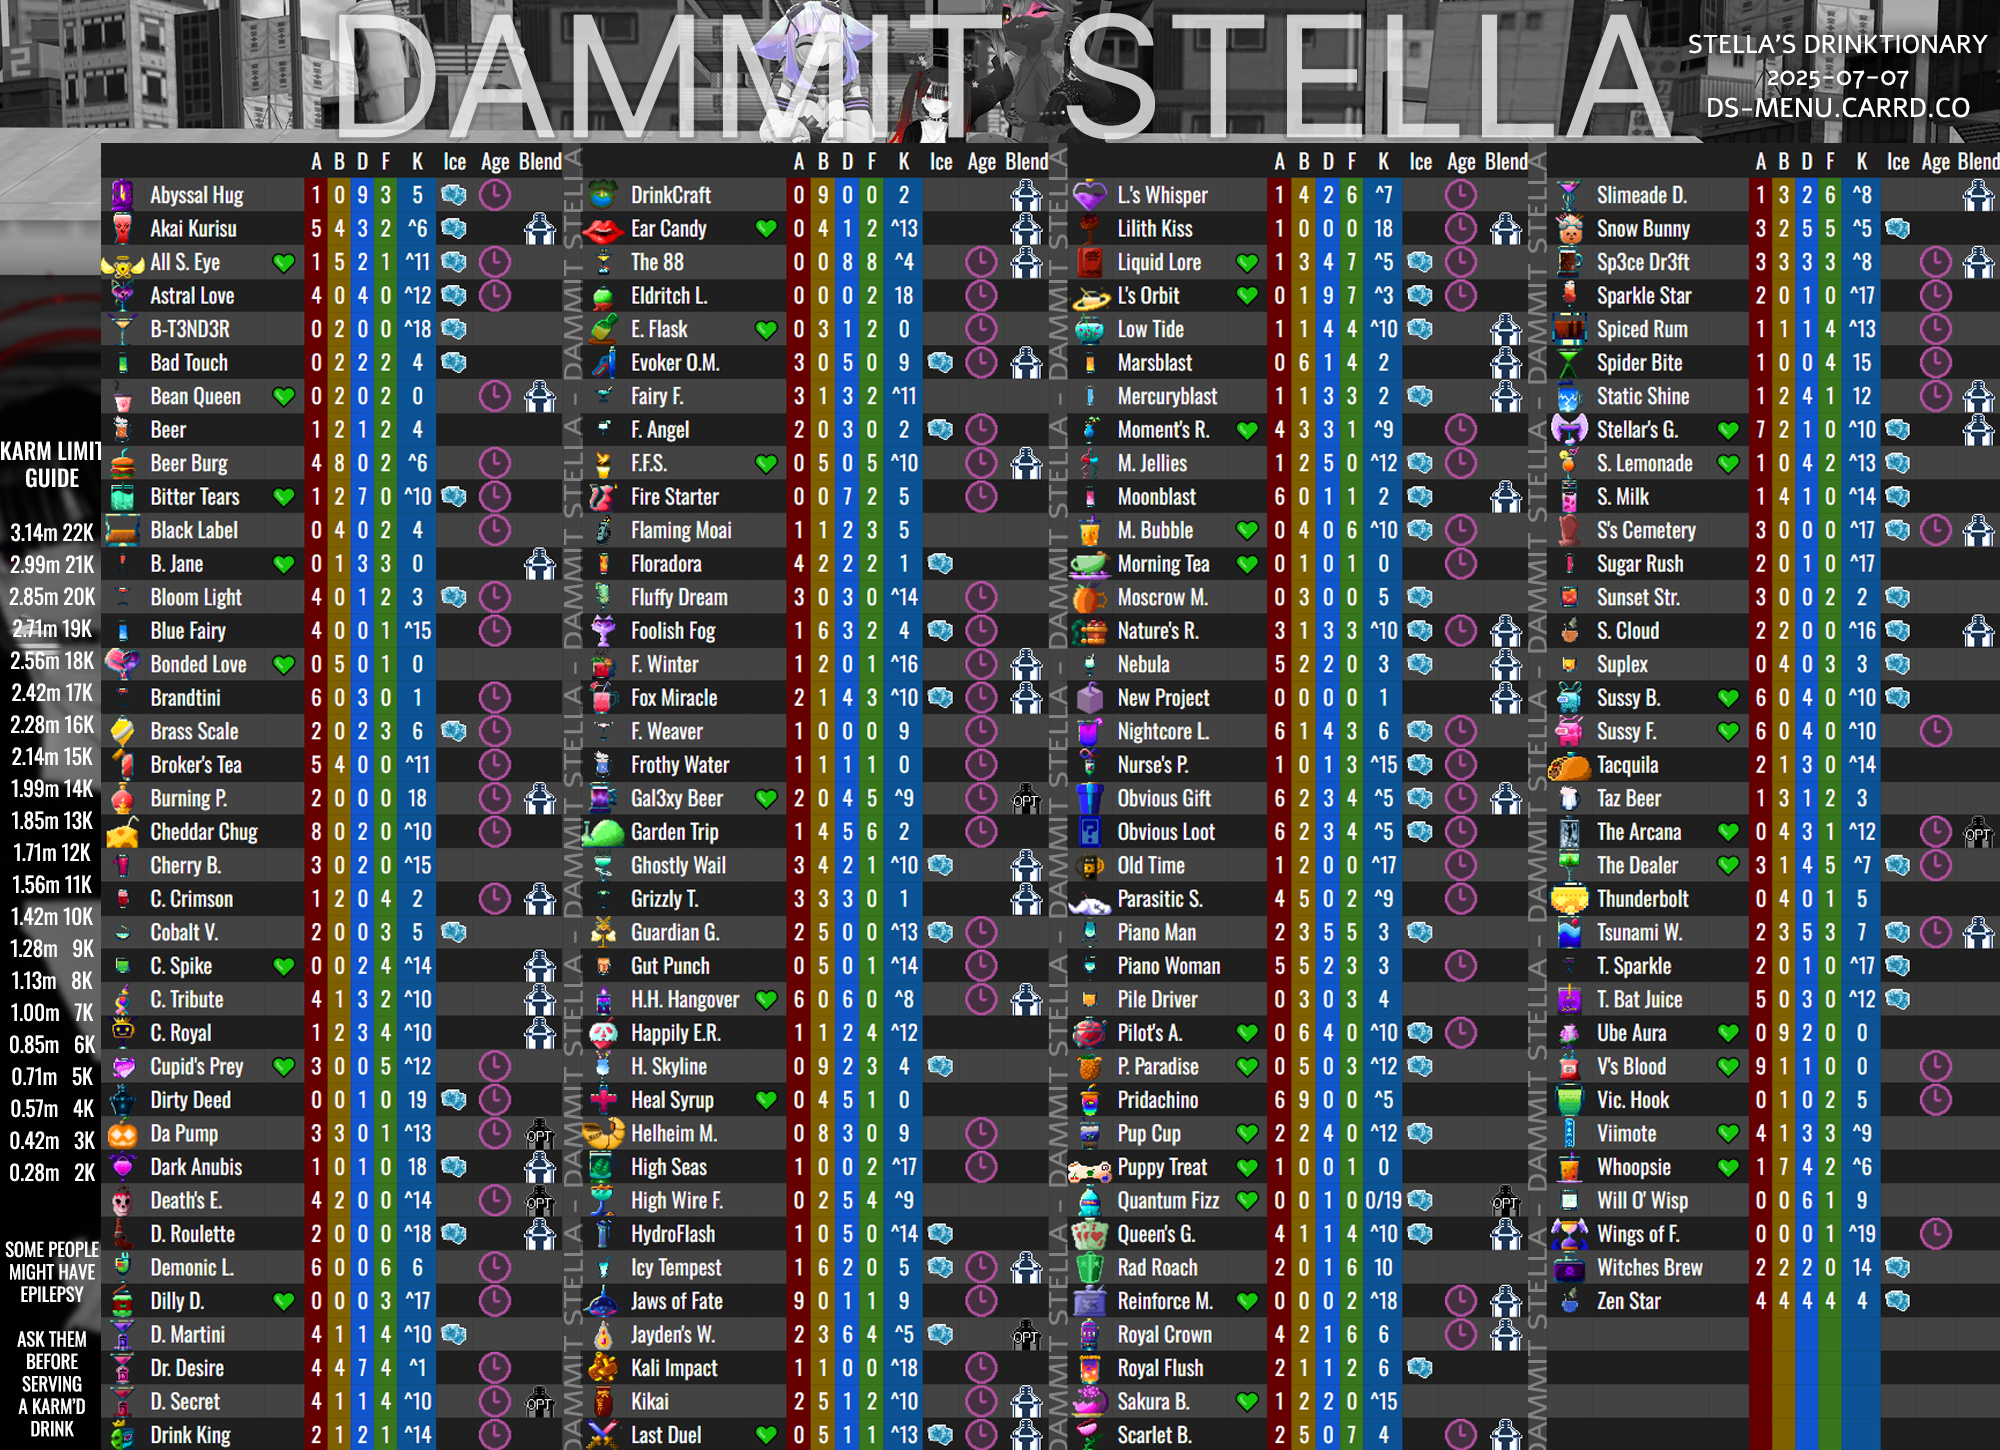 DAMMIT STELLA
STELLA'S DRINKTIONARY
2025-07-07
DS-MENU.CARRD.CO
KARM LIMIT
GUIDE
3.14m 22K
2.99m 21K
2.85m 20K
2.71m 19K
2.56m 18K
2.42m 17K
2.28m 16K
2.14m 15K
1.99m 14K
1.85m 13K
1.71m 12K
1.56m 11K
1.42m 10K
1.28m 9K
1.13m 8K
1.00m 7K
0.85m 6K
0.71m 5K
0.57m 4K
0.42m 3K
0.28m 2K
SOME PEOPLE
MIGHT HAVE
EPILEPSY
ASK THEM
BEFORE
SERVING
A KARM'D
DRINK
A B D F K Ice Age Blend
Abyssal Hug 1 0 9 3 5
Akai Kurisu 5 4 3 2 ^6
All S. Eye 1 5 2 1 ^11
Astral Love 4 0 4 0 ^12
B-T3ND3R 0 2 0 0 ^18
Bad Touch 0 2 2 2 4
Bean Queen 0 2 0 2 0
Beer 1 2 1 2 4
Beer Burg 4 8 0 2 ^6
Bitter Tears 1 2 7 0 ^10
Black Label 0 4 0 2 4
B. Jane 0 1 3 3 0
Bloom Light 4 0 1 2 3
Blue Fairy 4 0 0 1 ^15
Bonded Love 0 5 0 1 0
Brandtini 6 0 3 0 1
Brass Scale 2 0 2 3 6
Broker's Tea 5 4 0 0 ^11
Burning P. 2 0 0 0 18
Cheddar Chug 8 0 2 0 ^10
Cherry B. 3 0 2 0 ^15
C. Crimson 1 2 0 4 2
Cobalt V. 2 0 0 3 5
C. Spike 0 0 2 4 ^14
C. Tribute 4 1 3 2 ^10
C. Royal 1 2 3 4 ^10
Cupid's Prey 3 0 0 5 ^12
Dirty Deed 0 0 1 0 19
Da Pump 3 3 0 1 ^13 OPT
Dark Anubis 1 0 1 0 18
Death's E. 4 2 0 0 ^14 OPT
D. Roulette 2 0 0 0 ^18
Demonic L. 6 0 0 6 6
Dilly D. 0 0 0 3 ^17
D. Martini 4 1 1 4 ^10
Dr. Desire 4 4 7 4 ^1
D. Secret 4 1 1 4 ^10 OPT
Drink King 2 1 2 1 ^14
DAMMIT STELLA - DAMMIT STELLA - DAMMIT STELLA
A B D F K Ice Age Blend
DrinkCraft 0 9 0 0 2
Ear Candy 0 4 1 2 ^13
The 88 0 0 8 8 ^4
Eldritch L. 0 0 0 2 18
E. Flask 0 3 1 2 0
Evoker O.M. 3 0 5 0 9
Fairy F. 3 1 3 2 ^11
F. Angel 2 0 3 0 2
F.F.S. 0 5 0 5 ^10
Fire Starter 0 0 7 2 5
Flaming Moai 1 1 2 3 5
Floradora 4 2 2 2 1
Fluffy Dream 3 0 3 0 ^14
Foolish Fog 1 6 3 2 4
F. Winter 1 2 0 1 ^16
Fox Miracle 2 1 4 3 ^10
F. Weaver 1 0 0 0 9
Frothy Water 1 1 1 1 0
Gal3xy Beer 2 0 4 5 ^9 OPT
Garden Trip 1 4 5 6 2
Ghostly Wail 3 4 2 1 ^10
Grizzly T. 3 3 3 0 1
Guardian G. 2 5 0 0 ^13
Gut Punch 0 5 0 1 ^14
H.H. Hangover 6 0 6 0 ^8
Happily E.R. 1 1 2 4 ^12
H. Skyline 0 9 2 3 4
Heal Syrup 0 4 5 1 0
Helheim M. 0 8 3 0 9
High Seas 1 0 0 2 ^17
High Wire F. 0 2 5 4 ^9
HydroFlash 1 0 5 0 ^14
Icy Tempest 1 6 2 0 5
Jaws of Fate 9 0 1 1 9
Jayden's W. 2 3 6 4 ^5 OPT
Kali Impact 1 1 0 0 ^18
Kikai 2 5 1 2 ^10
Last Duel 0 5 1 1 ^13
DAMMIT STELLA - DAMMIT STELLA - DAMMIT STELLA
A B D F K Ice Age Blend
L.'s Whisper 1 4 2 6 ^7
Lilith Kiss 1 0 0 0 18
Liquid Lore 1 3 4 7 ^5
L's Orbit 0 1 9 7 ^3
Low Tide 1 1 4 4 ^10
Marsblast 0 6 1 4 2
Mercuryblast 1 1 3 3 2
Moment's R. 4 3 3 1 ^9
M. Jellies 1 2 5 0 ^12
Moonblast 6 0 1 1 2
M. Bubble 0 4 0 6 ^10
Morning Tea 0 1 0 1 0
Moscrow M. 0 3 0 0 5
Nature's R. 3 1 3 3 ^10
Nebula 5 2 2 0 3
New Project 0 0 0 0 1
Nightcore L. 6 1 4 3 6
Nurse's P. 1 0 1 3 ^15
Obvious Gift 6 2 3 4 ^5
Obvious Loot 6 2 3 4 ^5
Old Time 1 2 0 0 ^17
Parasitic S. 4 5 0 2 ^9
Piano Man 2 3 5 5 3
Piano Woman 5 5 2 3 3
Pile Driver 0 3 0 3 4
Pilot's A. 0 6 4 0 ^10
P. Paradise 0 5 0 3 ^12
Pridachino 6 9 0 0 ^5
Pup Cup 2 2 4 0 ^12
Puppy Treat 1 0 0 1 0
Quantum Fizz 0 0 1 0 0/19 OPT
Queen's G. 4 1 1 4 ^10
Rad Roach 2 0 1 6 10
Reinforce M. 0 0 0 2 ^18
Royal Crown 4 2 1 6 6
Royal Flush 2 1 1 2 6
Sakura B. 1 2 2 0 ^15
Scarlet B. 2 5 0 7 4
DAMMIT STELLA - DAMMIT STELLA - DAMMIT STELLA
A B D F K Ice Age Blend
Slimeade D. 1 3 2 6 ^8
Snow Bunny 3 2 5 5 ^5
Sp3ce Dr3ft 3 3 3 3 ^8
Sparkle Star 2 0 1 0 ^17
Spiced Rum 1 1 1 4 ^13
Spider Bite 1 0 0 4 15
Static Shine 1 2 4 1 12
Stellar's G. 7 2 1 0 ^10
S. Lemonade 1 0 4 2 ^13
S. Milk 1 4 1 0 ^14
S's Cemetery 3 0 0 0 ^17
Sugar Rush 2 0 1 0 ^17
Sunset Str. 3 0 0 2 2
S. Cloud 2 2 0 0 ^16
Suplex 0 4 0 3 3
Sussy B. 6 0 4 0 ^10
Sussy F. 6 0 4 0 ^10
Tacquila 2 1 3 0 ^14
Taz Beer 1 3 1 2 3
The Arcana 0 4 3 1 ^12 OPT
The Dealer 3 1 4 5 ^7
Thunderbolt 0 4 0 1 5
Tsunami W. 2 3 5 3 7
T. Sparkle 2 0 1 0 ^17
T. Bat Juice 5 0 3 0 ^12
Ube Aura 0 9 2 0 0
V's Blood 9 1 1 0 0
Vic. Hook 0 1 0 2 5
Viimote 4 1 3 3 ^9
Whoopsie 1 7 4 2 ^6
Will O' Wisp 0 0 6 1 9
Wings of F. 0 0 0 1 ^19
Witches Brew 2 2 2 0 14
Zen Star 4 4 4 4 4